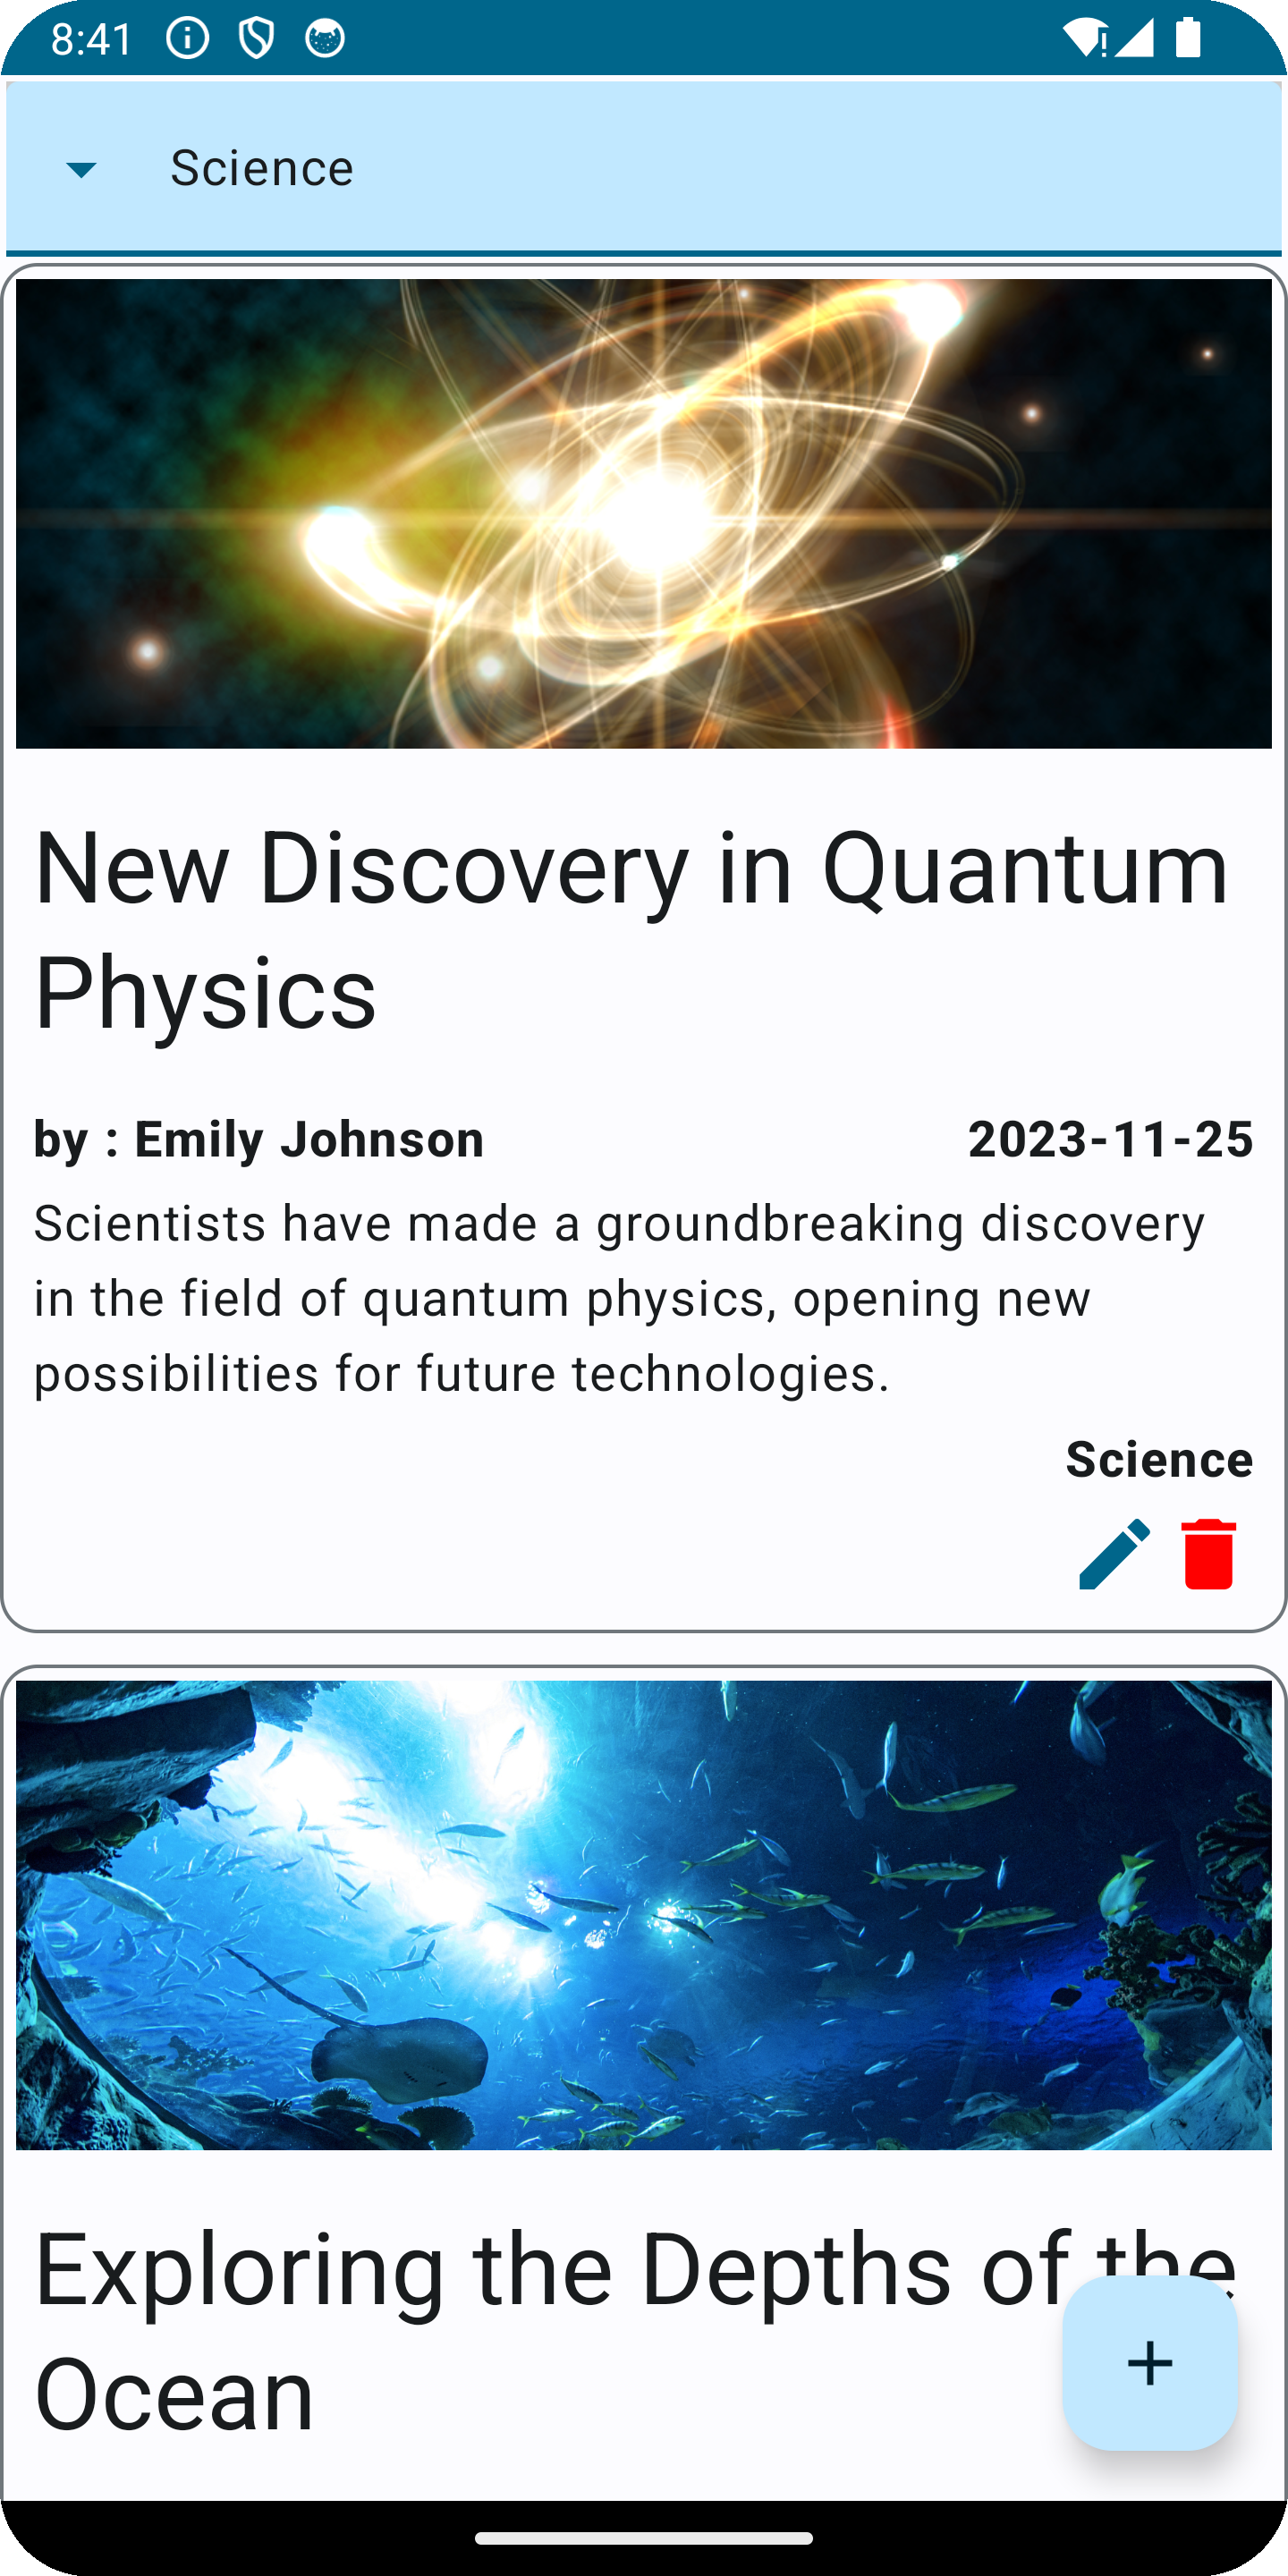 8:41
Science
New Discovery in Quantum
Physics
by : Emily Johnson 2023-11-25
Scientists have made a groundbreaking discovery
in the field of quantum physics, opening new
possibilities for future technologies.
Science
Exploring the Depths of the
Ocean